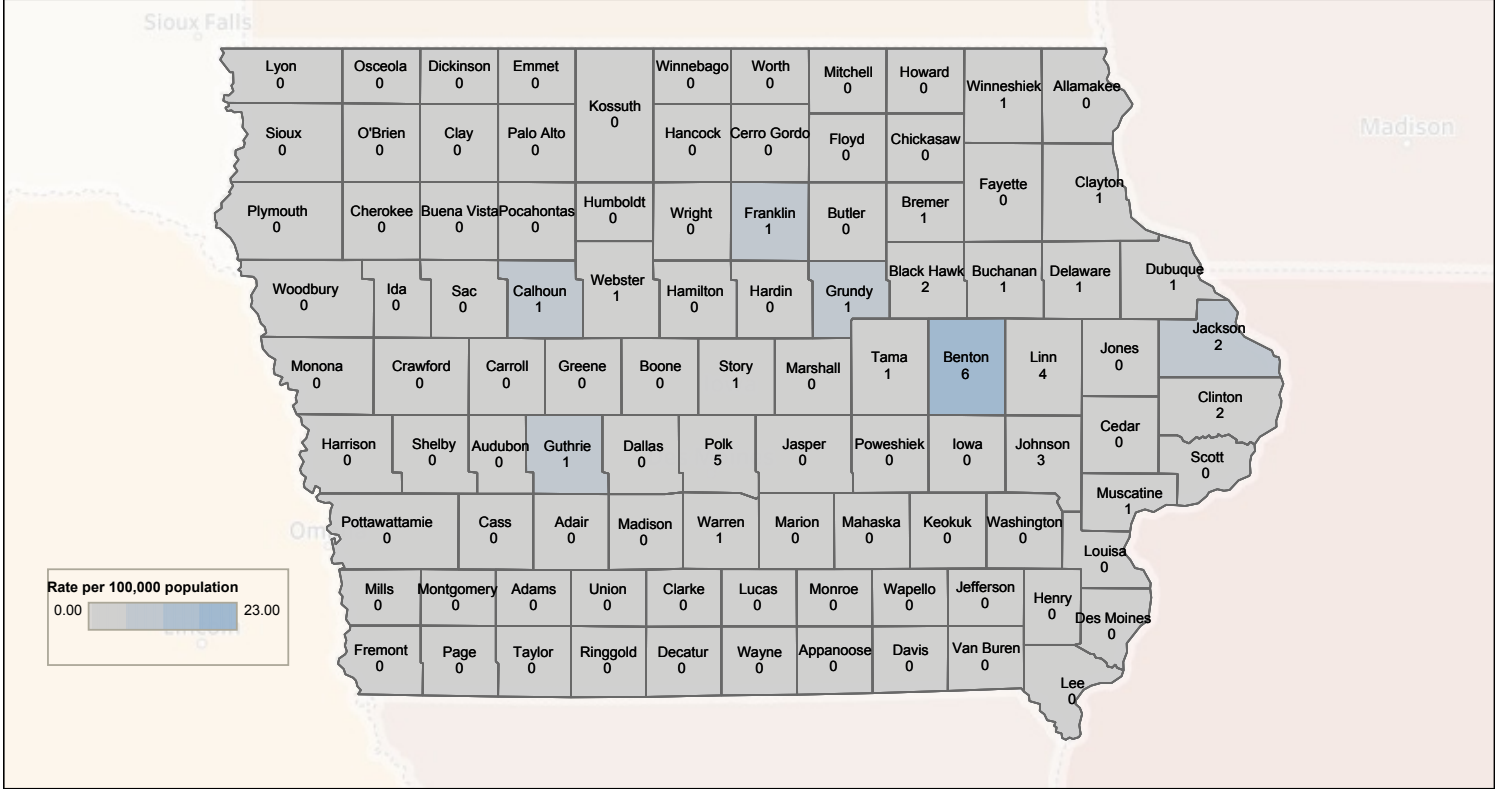 Sioux Falls
Lyon
0
Osceola
0
Dickinson
0
Emmet
0
Kossuth
0
Winnebago
0
Worth
0
Mitchell
0
Howard
0
Winneshiek
1
Allamakee
0
Madison
Sioux
0
O'Brien
0
Clay
0
Palo Alto
0
Hancock
0
Cerro Gordo
0
Floyd
0
Chickasaw
0
Fayette
0
Clayton
1
Plymouth
0
Cherokee
0
Buena Vista
0
Pocahontas
0
Humboldt
0
Wright
0
Franklin
1
Butler
0
Bremer
1
Woodbury
0
Ida
0
Sac
0
Calhoun
1
Webster
1
Hamilton
0
Hardin
0
Grundy
1
Black Hawk
2
Buchanan
1
Delaware
1
Dubuque
1
Monona
0
Crawford
0
Carroll
0
Greene
0
Boone
0
Story
1
Marshall
0
Tama
1
Benton
6
Linn
4
Jones
0
Jackson
2
Clinton
2
Harrison
0
Shelby
0
Audubon
0
Guthrie
1
Dallas
0
Polk
5
Jasper
0
Poweshiek
0
Iowa
0
Johnson
3
Cedar
0
Scott
0
Muscatine
1
Om
Pottawattamie
0
Cass
0
Adair
0
Madison
0
Warren
1
Marion
0
Mahaska
0
Keokuk
0
Washington
0
Louisa
0
Mills
0
Montgomery
0
Adams
0
Union
0
Clarke
0
Lucas
0
Monroe
0
Wapello
0
Jefferson
0
Henry
0
Des Moines
0
Fremont
0
Page
0
Taylor
0
Ringgold
0
Decatur
0
Wayne
0
Appanoose
0
Davis
0
Van Buren
0
Lee
0
Rate per 100,000 population
0.00 23.00
Lincoln